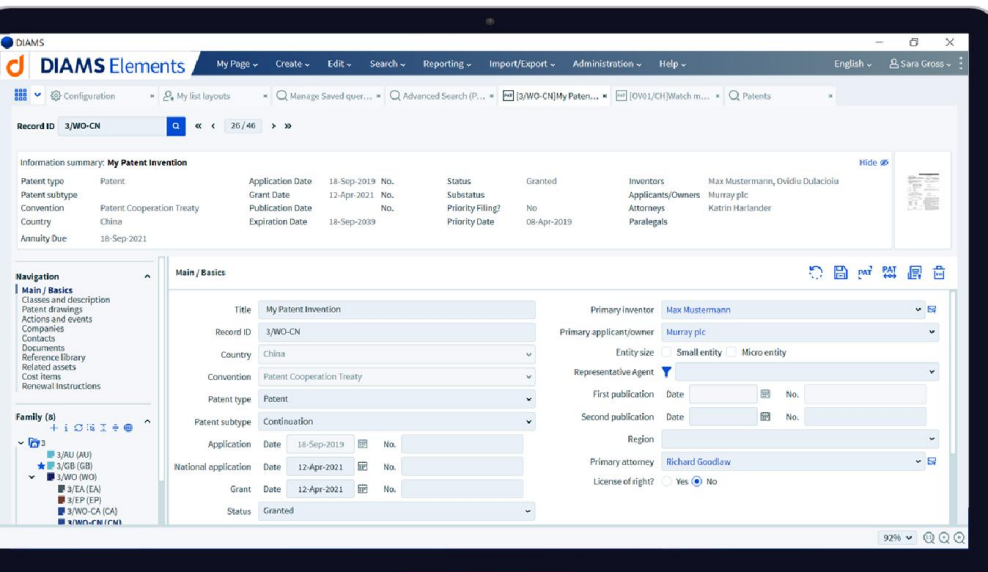 DIAMS
DIAMS Elements My Page Create Edit Search Reporting Import/Export Administration Help English Sara Gross
Configuration My list layouts Manage Saved quer... Advanced Search (P... [3/WO-CN]My Paten... [OV01/CH]Watch m... Patents
Record ID 3/WO-CN 26/46
Information summary: My Patent Invention Hide
Patent type Patent Application Date 18-Sep-2019 No. Status Granted Inventors Max Mustermann, Ovidiu Dulacioiu
Patent subtype Grant Date 12-Apr-2021 No. Substatus Applicants/Owners Murray plc
Convention Patent Cooperation Treaty Publication Date No. Priority Filing? No Attorneys Katrin Harlander
Country China Expiration Date 18-Sep-2039 Priority Date 08-Apr-2019 Paralegals
Annuity Due 18-Sep-2021
Navigation
Main / Basics
Classes and description
Patent drawings
Actions and events
Companies
Contacts
Documents
Reference library
Related assets
Cost items
Renewal Instructions
Family (8)
3
3/AU (AU)
3/GB (GB)
3/WO (WO)
3/EA (EA)
3/EP (EP)
3/WO-CA (CA)
3/WO-CN (CN)
Main / Basics PAT PAT
Title My Patent Invention
Record ID 3/WO-CN
Country China
Convention Patent Cooperation Treaty
Patent type Patent
Patent subtype Continuation
Application Date 18-Sep-2019 No.
National application Date 12-Apr-2021 No.
Grant Date 12-Apr-2021 No.
Status Granted
Primary inventor Max Mustermann
Primary applicant/owner Murray plc
Entity size Small entity Micro entity
Representative Agent
First publication Date No.
Second publication Date No.
Region
Primary attorney Richard Goodlaw
License of right? Yes No
92%